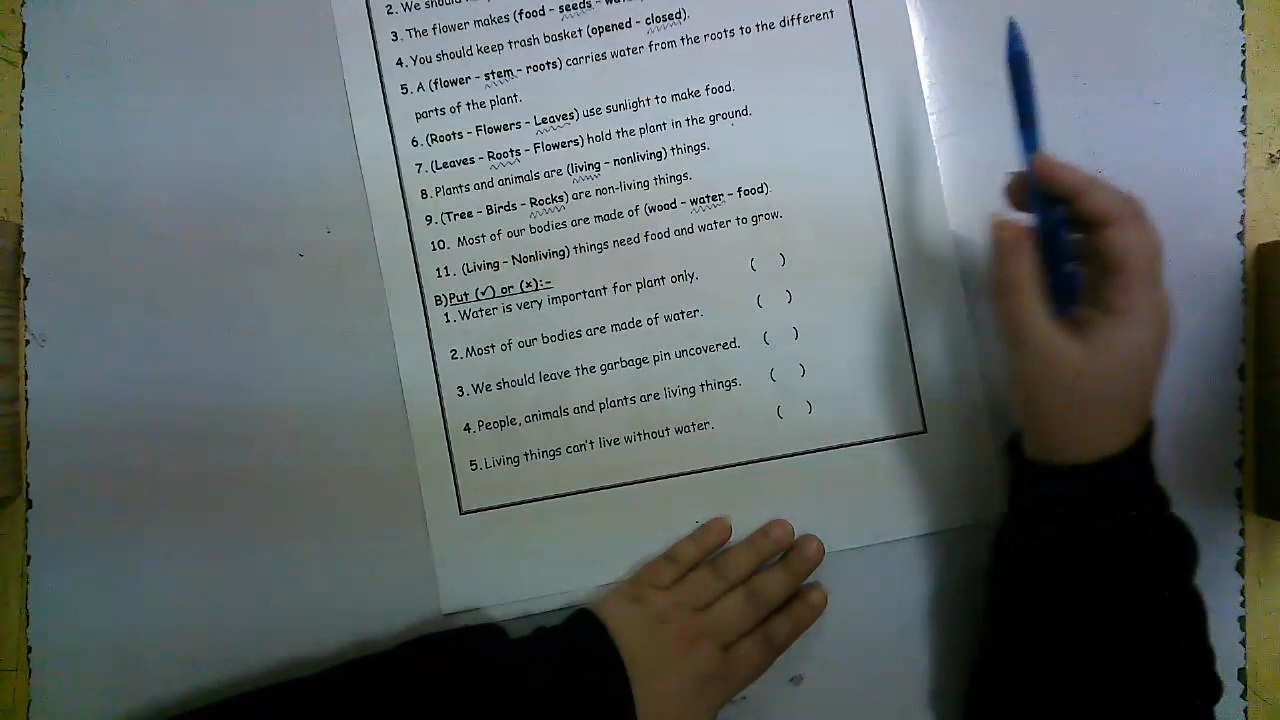 2. We should
3. The flower makes (food - seeds -
4. You should keep trash basket (opened - closed).
5. A (flower - stem - roots) carries water from the roots to the different
parts of the plant.
6. (Roots - Flowers - Leaves) use sunlight to make food.
7. (Leaves - Roots - Flowers) hold the plant in the ground.
8. Plants and animals are (living - nonliving) things.
9. (Tree - Birds - Rocks) are non-living things.
10. Most of our bodies are made of (wood - water - food).
11. (Living - Nonliving) things need food and water to grow.
B)Put (✓) or (×):-
1. Water is very important for plant only. ( )
2. Most of our bodies are made of water. ( )
3. We should leave the garbage pin uncovered. ( )
4. People, animals and plants are living things. ( )
5. Living things can't live without water. ( )